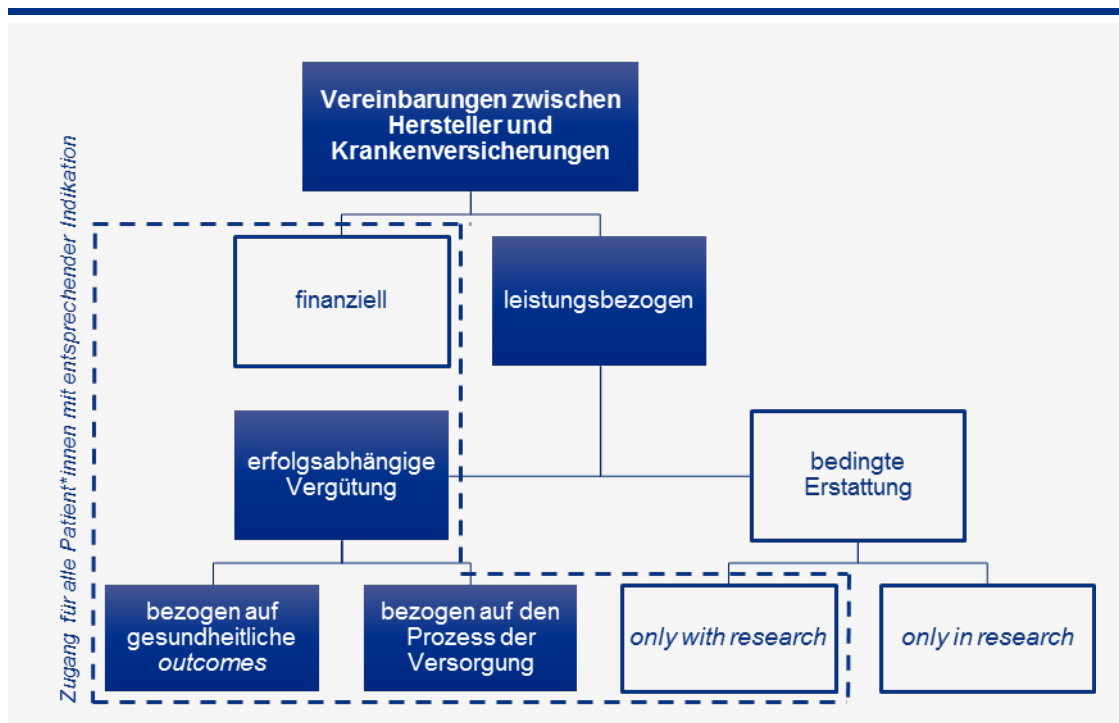 Vereinbarungen zwischen
Hersteller und
Krankenversicherungen
Zugang für alle Patient*innen mit entsprechender Indikation
finanziell
leistungsbezogen
erfolgsabhängige
Vergütung
bedingte
Erstattung
bezogen auf
gesundheitliche
outcomes
bezogen auf den
Prozess der
Versorgung
only with research
only in research